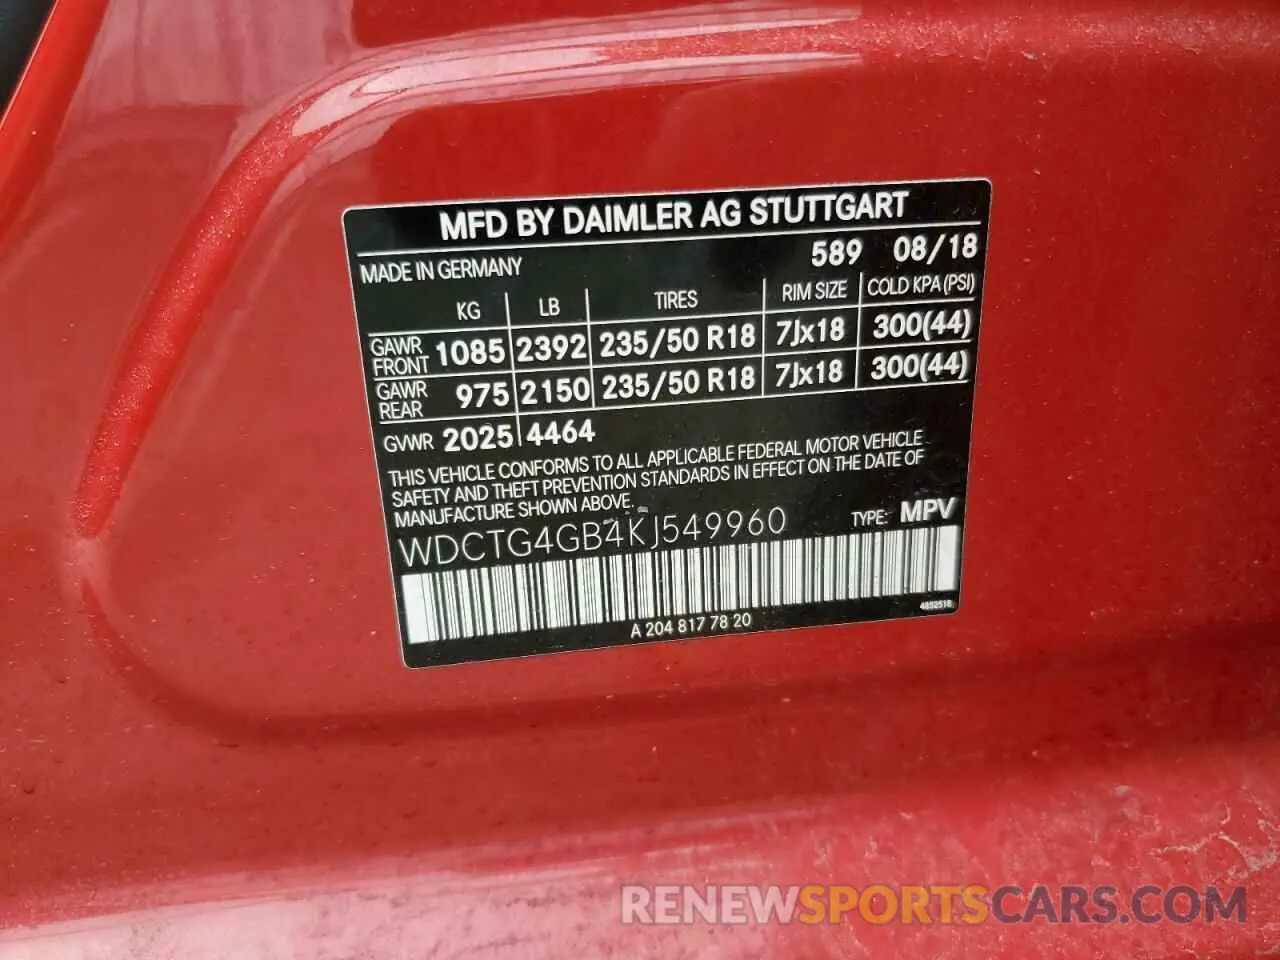 MFD BY DAIMLER AG STUTTGART
MADE IN GERMANY 589 08/18
KG LB TIRES RIM SIZE COLD KPA (PSI)
GAWR FRONT 1085 2392 235/50 R18 7Jx18 300(44)
GAWR REAR 975 2150 235/50 R18 7Jx18 300(44)
GVWR 2025 4464
THIS VEHICLE CONFORMS TO ALL APPLICABLE FEDERAL MOTOR VEHICLE
SAFETY AND THEFT PREVENTION STANDARDS IN EFFECT ON THE DATE OF
MANUFACTURE SHOWN ABOVE.
WDCTG4GB4KJ549960 TYPE: MPV
A 204 817 78 20
RENEWSPORTSCARS.COM